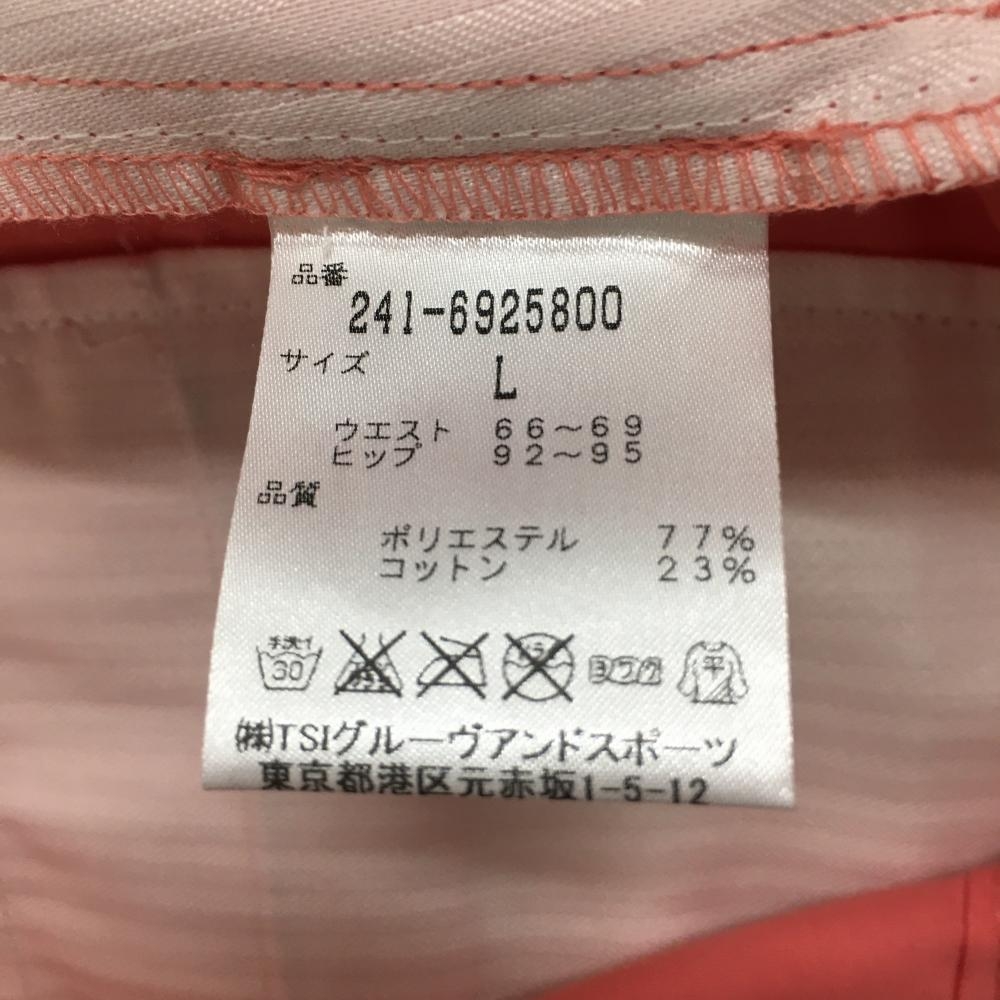 品番
241-6925800
サイズ
L
ウエスト 66~69
ヒップ 92~95
品質
ポリエステル 77%
コットン 23%
手洗イ 30 平
(株)TSIグルーヴアンドスポーツ
東京都港区元赤坂1-5-12